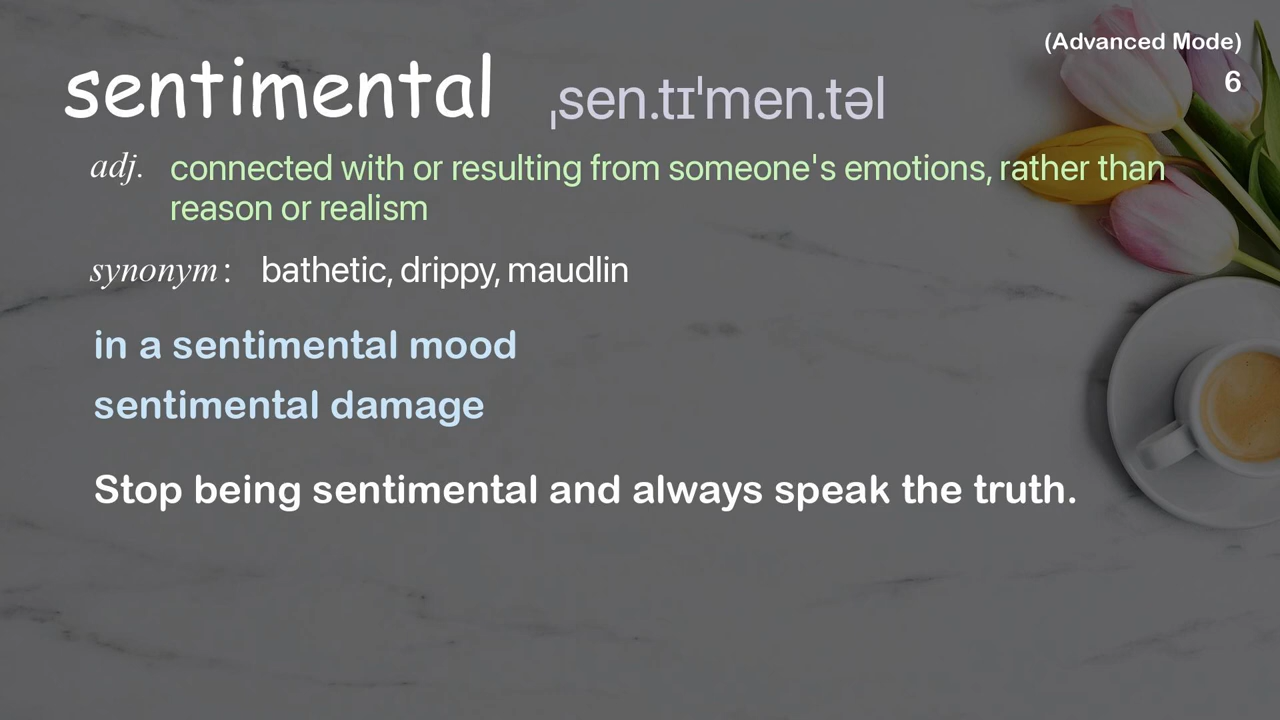 (Advanced Mode)
6
sentimental ˌsen.tɪˈmen.təl
adj. connected with or resulting from someone's emotions, rather than
reason or realism
synonym: bathetic, drippy, maudlin
in a sentimental mood
sentimental damage
Stop being sentimental and always speak the truth.